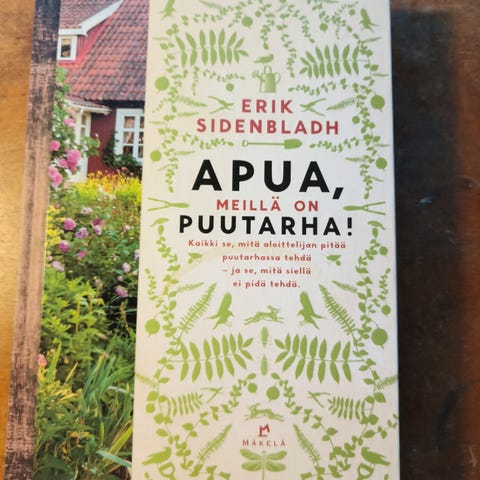 ERIK
SIDENBLADH
APUA,
MEILLÄ ON
PUUTARHA!
Kaikki se, mitä aloittelijan pitää
puutarhassa tehdä
– ja se, mitä siellä
ei pidä tehdä.
MÄKELÄ